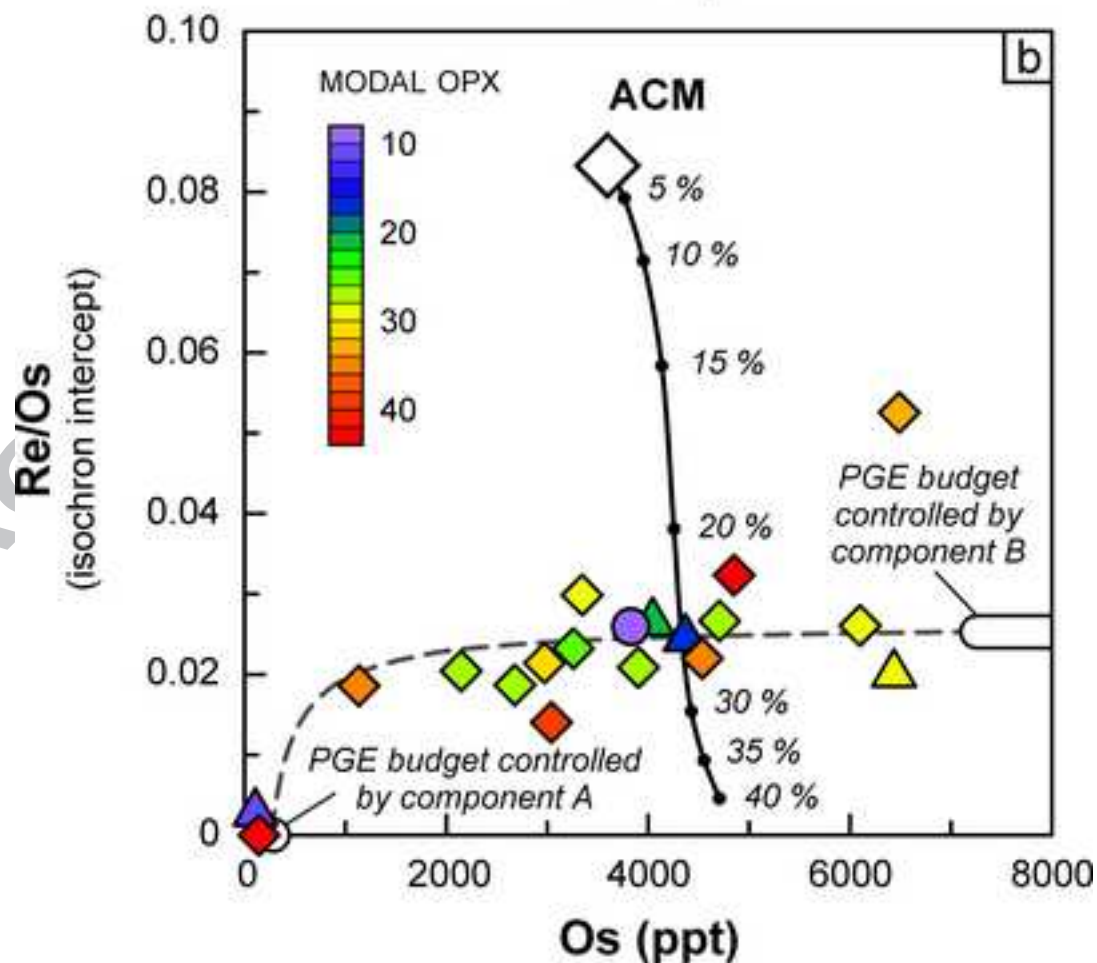 b
MODAL OPX
10
20
30
40
ACM
5 %
10 %
15 %
20 %
30 %
35 %
40 %
PGE budget
controlled by
component B
PGE budget controlled
by component A
Re/Os
(isochron intercept)
0.10
0.08
0.06
0.04
0.02
0
0
2000
4000
6000
8000
Os (ppt)